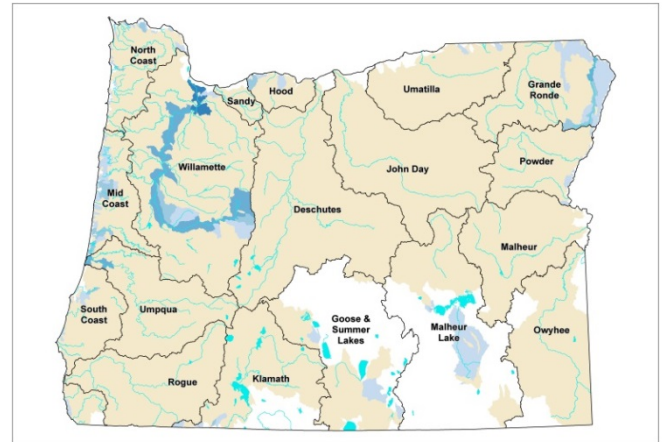 North
Coast
Sandy
Hood
Umatilla
Grande
Ronde
Willamette
John Day
Powder
Mid
Coast
Deschutes
Malheur
South
Coast
Umpqua
Goose &
Summer
Lakes
Malheur
Lake
Owyhee
Rogue
Klamath